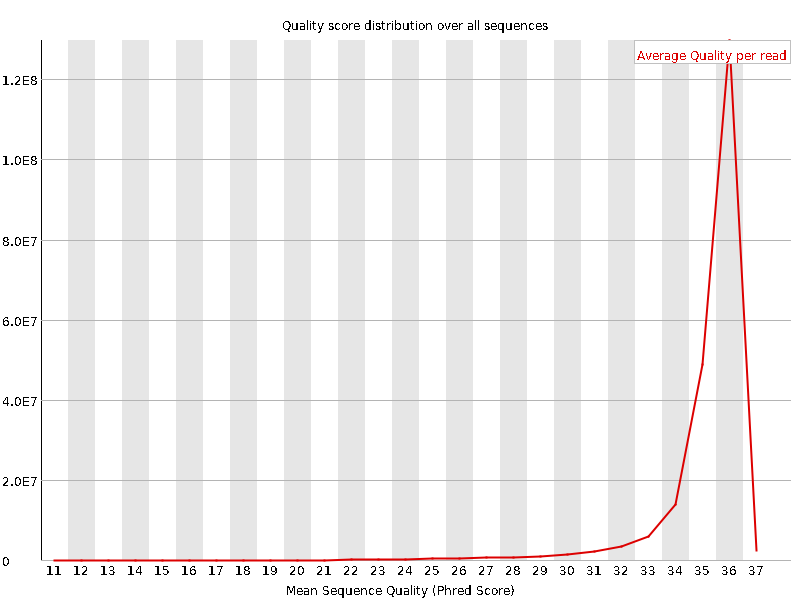 Quality score distribution over all sequences
Average Quality per read
1.2E8
1.0E8
8.0E7
6.0E7
4.0E7
2.0E7
0
11 12 13 14 15 16 17 18 19 20 21 22 23 24 25 26 27 28 29 30 31 32 33 34 35 36 37
Mean Sequence Quality (Phred Score)